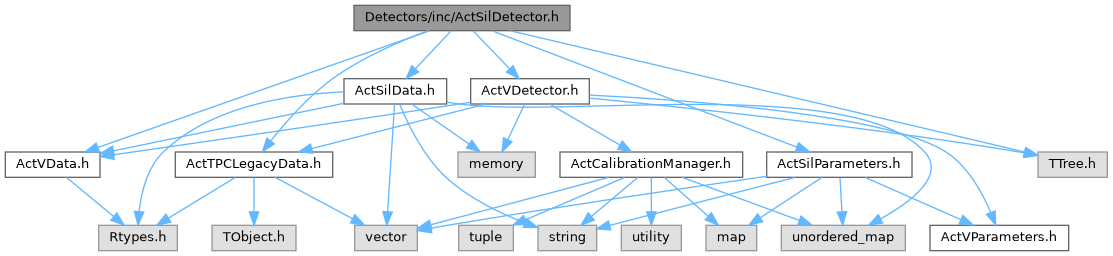 Detectors/inc/ActSilDetector.h
ActSilData.h
ActVDetector.h
ActVData.h
ActTPCLegacyData.h
memory
ActCalibrationManager.h
ActSilParameters.h
TTree.h
Rtypes.h
TObject.h
vector
tuple
string
utility
map
unordered_map
ActVParameters.h